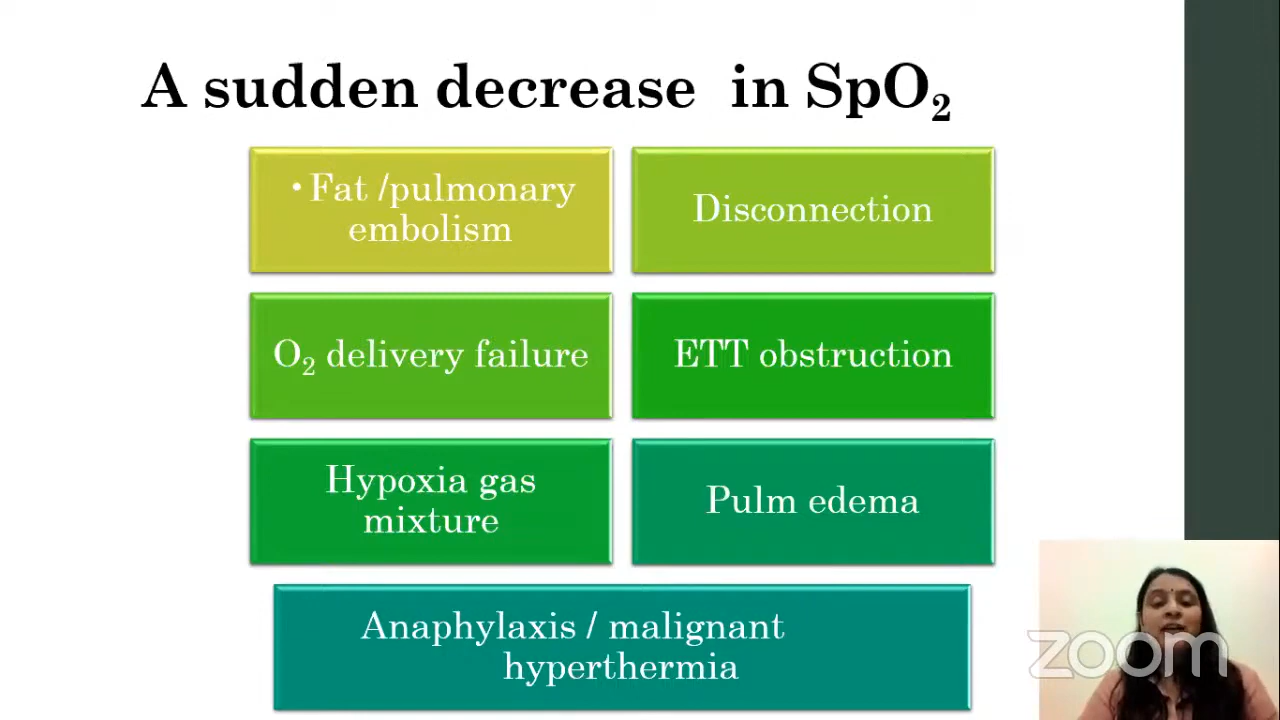 A sudden decrease in SpO₂
• Fat /pulmonary
embolism
Disconnection
O₂ delivery failure
ETT obstruction
Hypoxia gas
mixture
Pulm edema
Anaphylaxis / malignant
hyperthermia
zoom